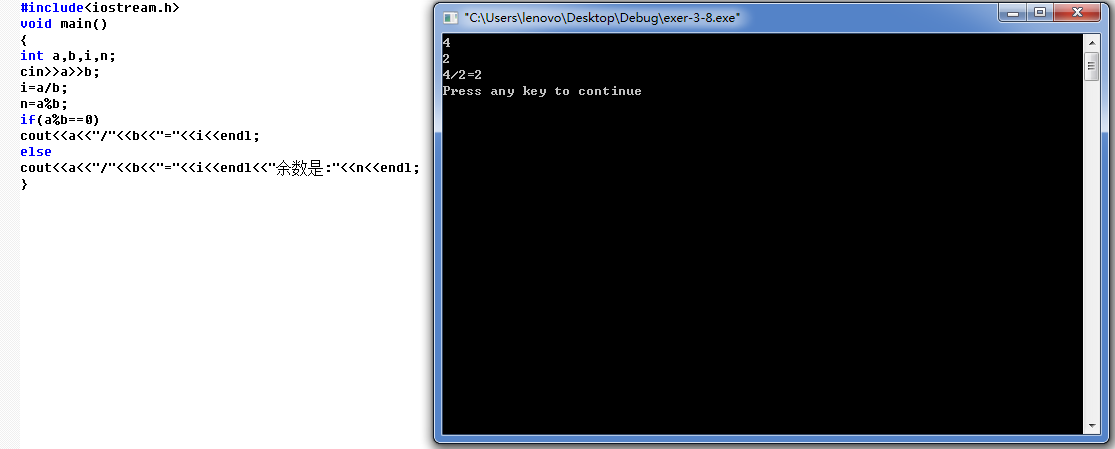 #include<iostream.h>
void main()
{
int a,b,i,n;
cin>>a>>b;
i=a/b;
n=a%b;
if(a%b==0)
cout<<a<<"/"<<b<<"="<<i<<endl;
else
cout<<a<<"/"<<b<<"="<<i<<endl<<"余数是:"<<n<<endl;
}
"C:\Users\lenovo\Desktop\Debug\exer-3-8.exe"
4
2
4/2=2
Press any key to continue